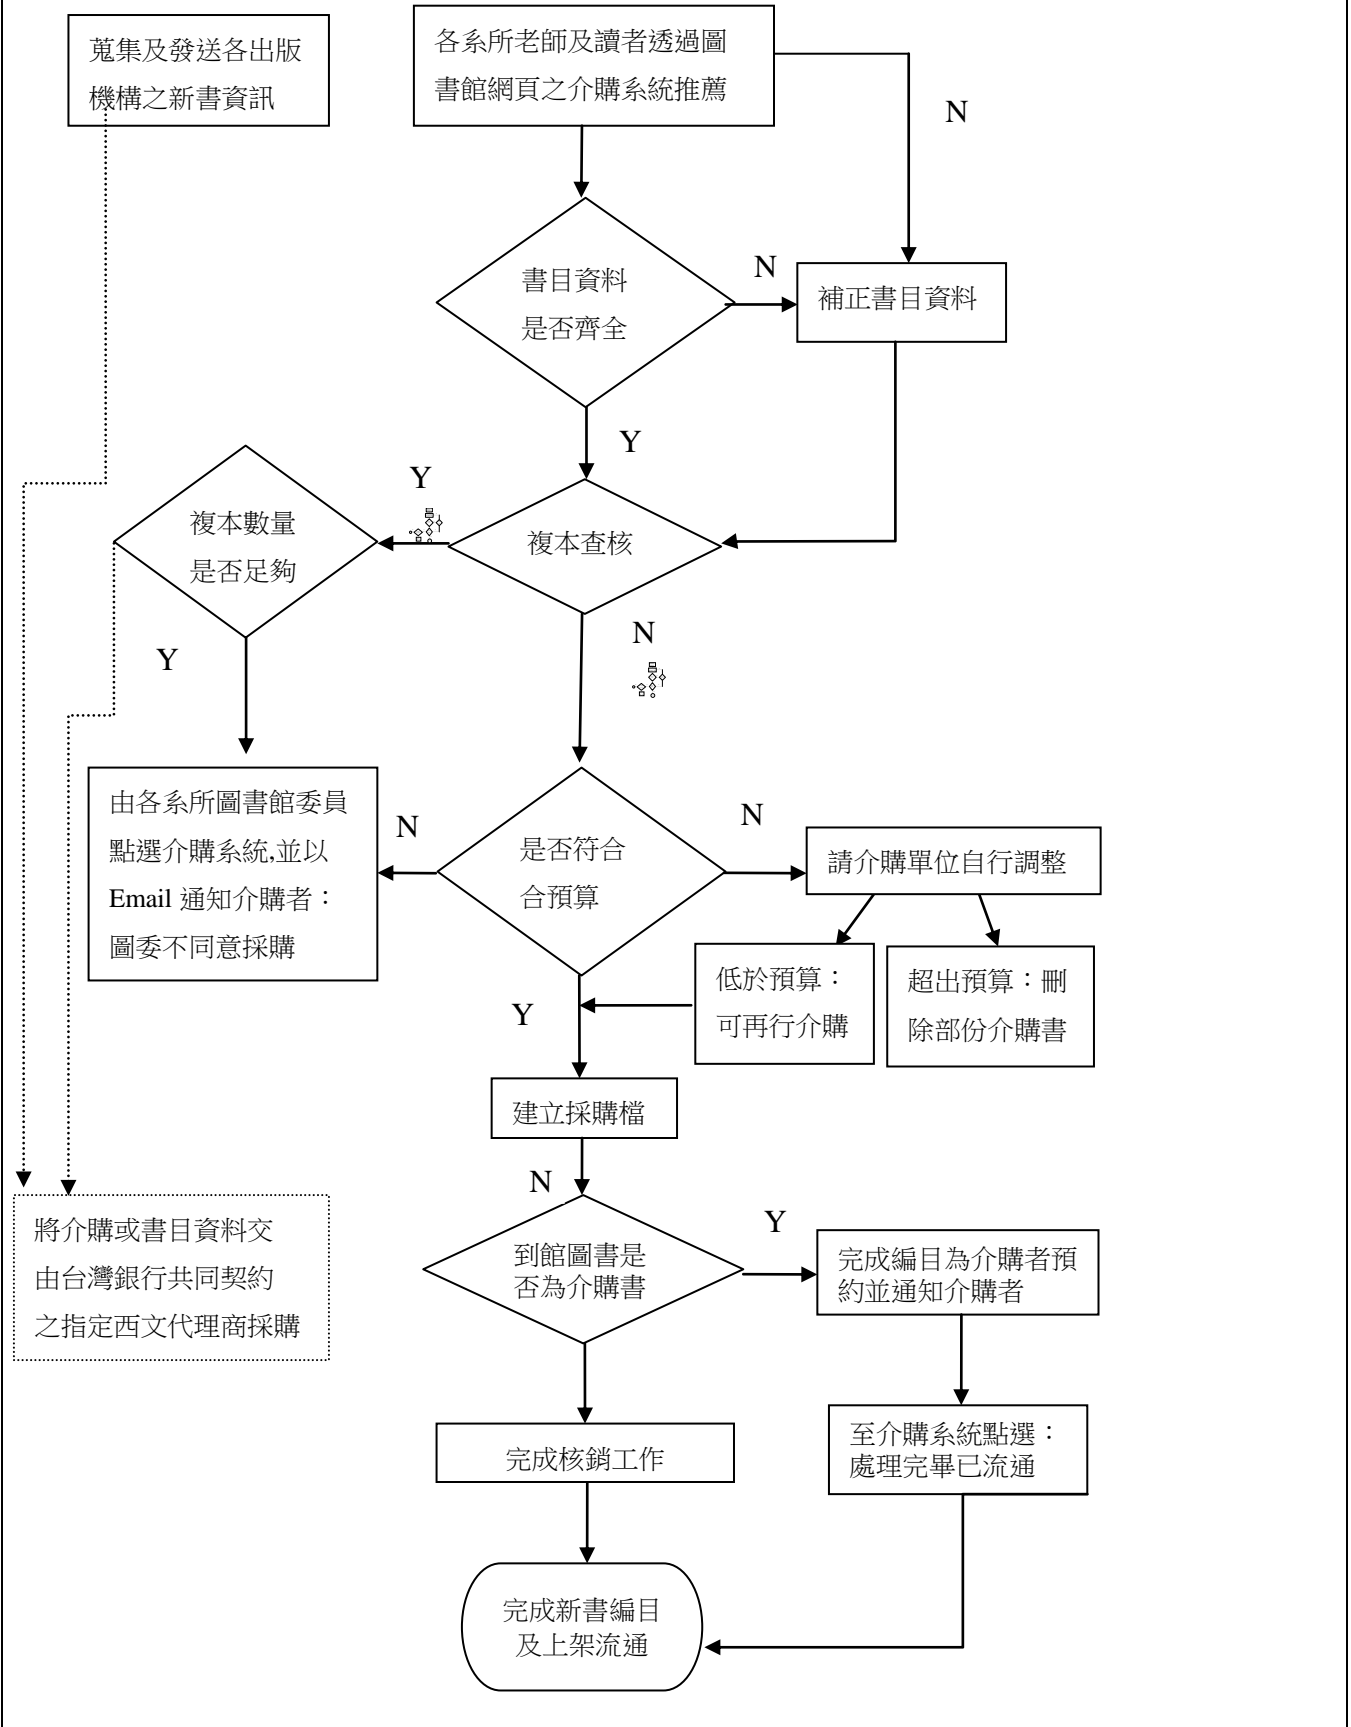 蒐集及發送各出版
機構之新書資訊
各系所老師及讀者透過圖
書館網頁之介購系統推薦
N
書目資料
是否齊全
N
補正書目資料
Y
Y
複本數量
是否足夠
複本查核
N
Y
由各系所圖書館委員
點選介購系統,並以
Email 通知介購者：
圖委不同意採購
N
是否符合
合預算
N
請介購單位自行調整
低於預算：
可再行介購
超出預算：刪
除部份介購書
Y
建立採購檔
N
將介購或書目資料交
由台灣銀行共同契約
之指定西文代理商採購
到館圖書是
否為介購書
Y
完成編目為介購者預
約並通知介購者
完成核銷工作
至介購系統點選：
處理完畢已流通
完成新書編目
及上架流通